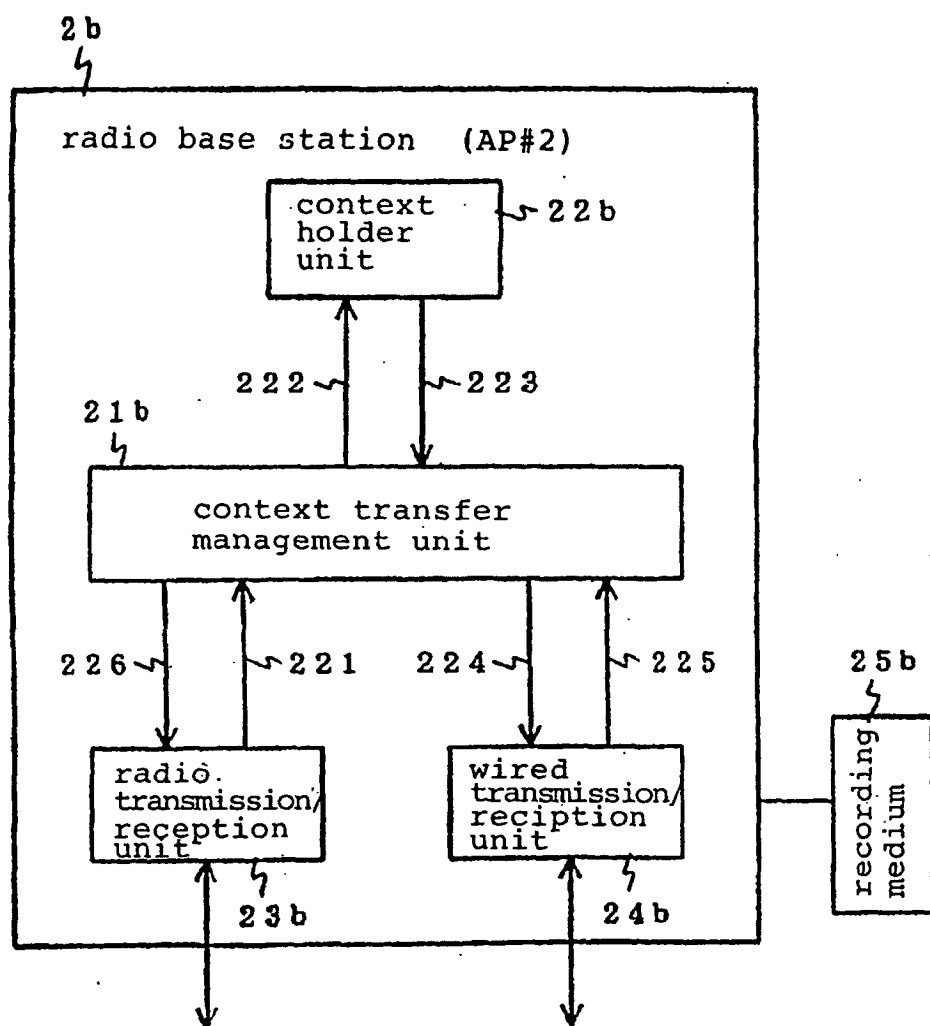 2b
radio base station (AP#2)
context
holder
unit
22b
222
223
21b
context transfer
management unit
226
221
224
225
25b
radio.
transmission/
reception
unit
wired
transmission/
reciption
unit
recording
medium
23b
24b